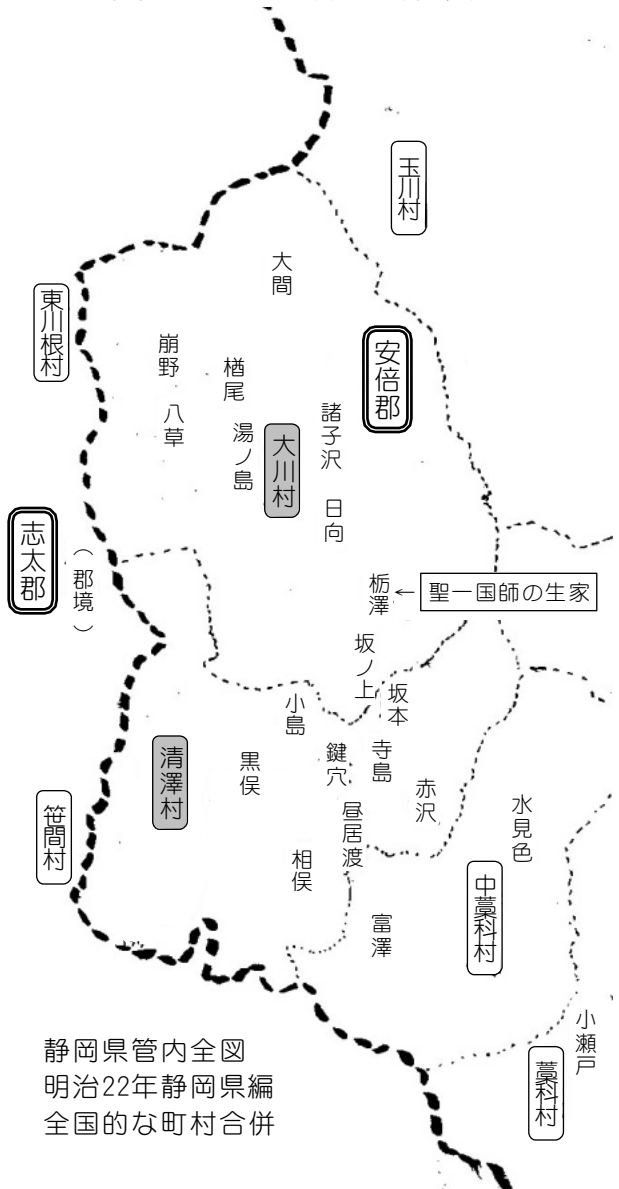 玉川村
大間
東川根村
安倍郡
崩野
楢尾
八草
諸子沢
湯ノ島
大川村
日向
志太郡
(郡境)
栃澤
← 聖一国師の生家
坂ノ上
坂本
小島
清澤村
黒俣
鍵穴
寺島
赤沢
笹間村
昼居渡
水見色
相俣
中藁科村
富澤
小瀬戸
藁科村
静岡県管内全図
明治22年静岡県編
全国的な町村合併